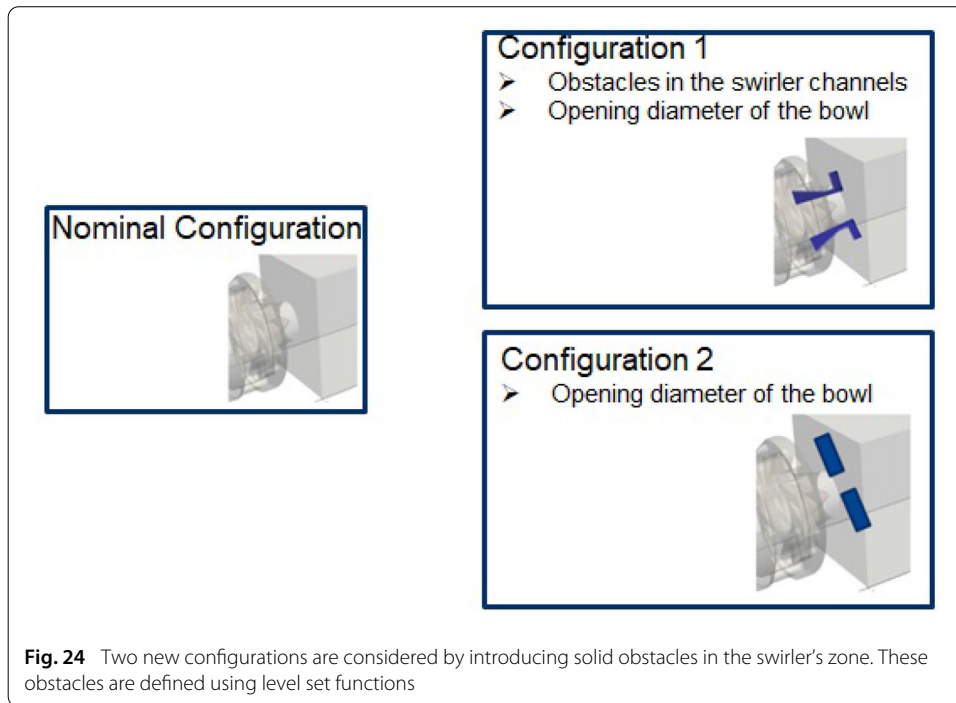 Nominal Configuration
Configuration 1
➢ Obstacles in the swirler channels
➢ Opening diameter of the bowl
Configuration 2
➢ Opening diameter of the bowl
Fig. 24 Two new configurations are considered by introducing solid obstacles in the swirler's zone. These
obstacles are defined using level set functions